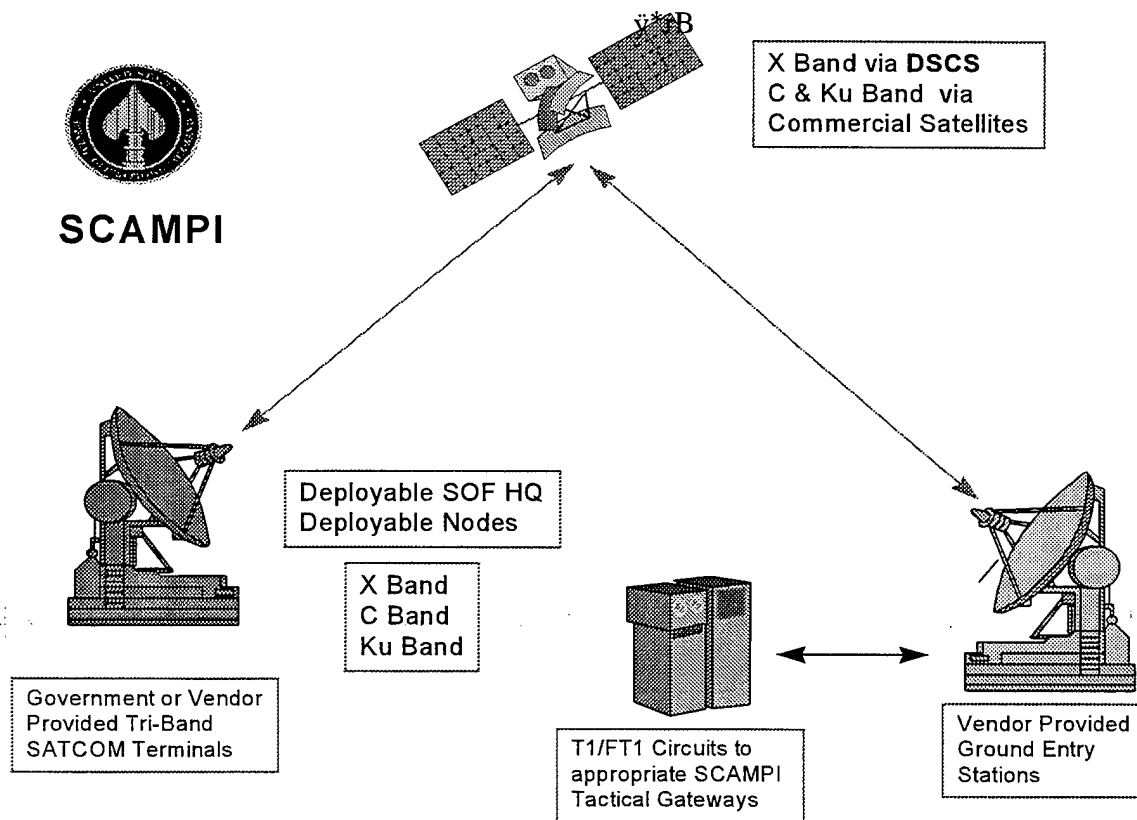 X Band via DSCS
C & Ku Band via
Commercial Satellites
SCAMPI
Deployable SOF HQ
Deployable Nodes
X Band
C Band
Ku Band
Government or Vendor
Provided Tri-Band
SATCOM Terminals
T1/FT1 Circuits to
appropriate SCAMPI
Tactical Gateways
Vendor Provided
Ground Entry
Stations